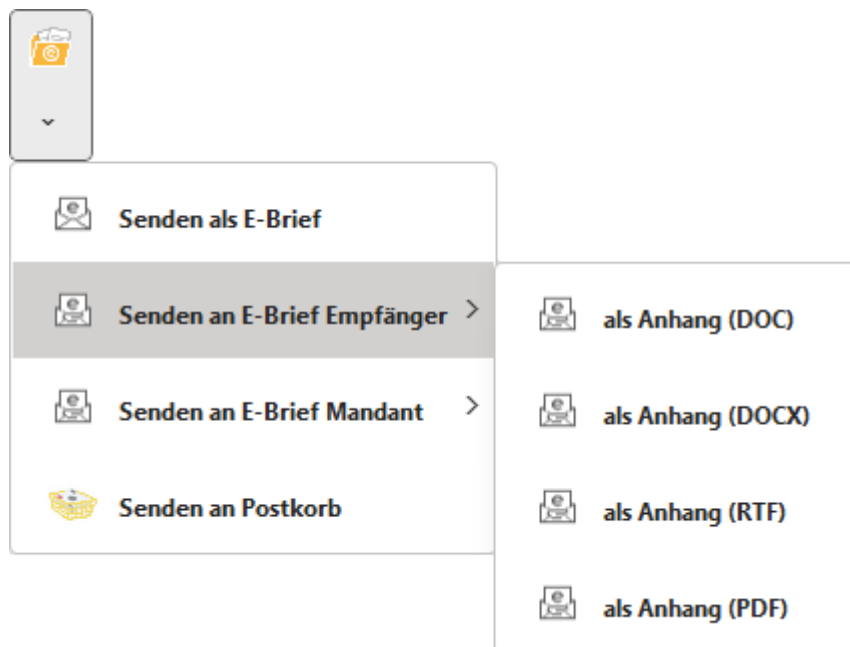 Senden als E-Brief
Senden an E-Brief Empfänger
Senden an E-Brief Mandant
Senden an Postkorb
als Anhang (DOC)
als Anhang (DOCX)
als Anhang (RTF)
als Anhang (PDF)